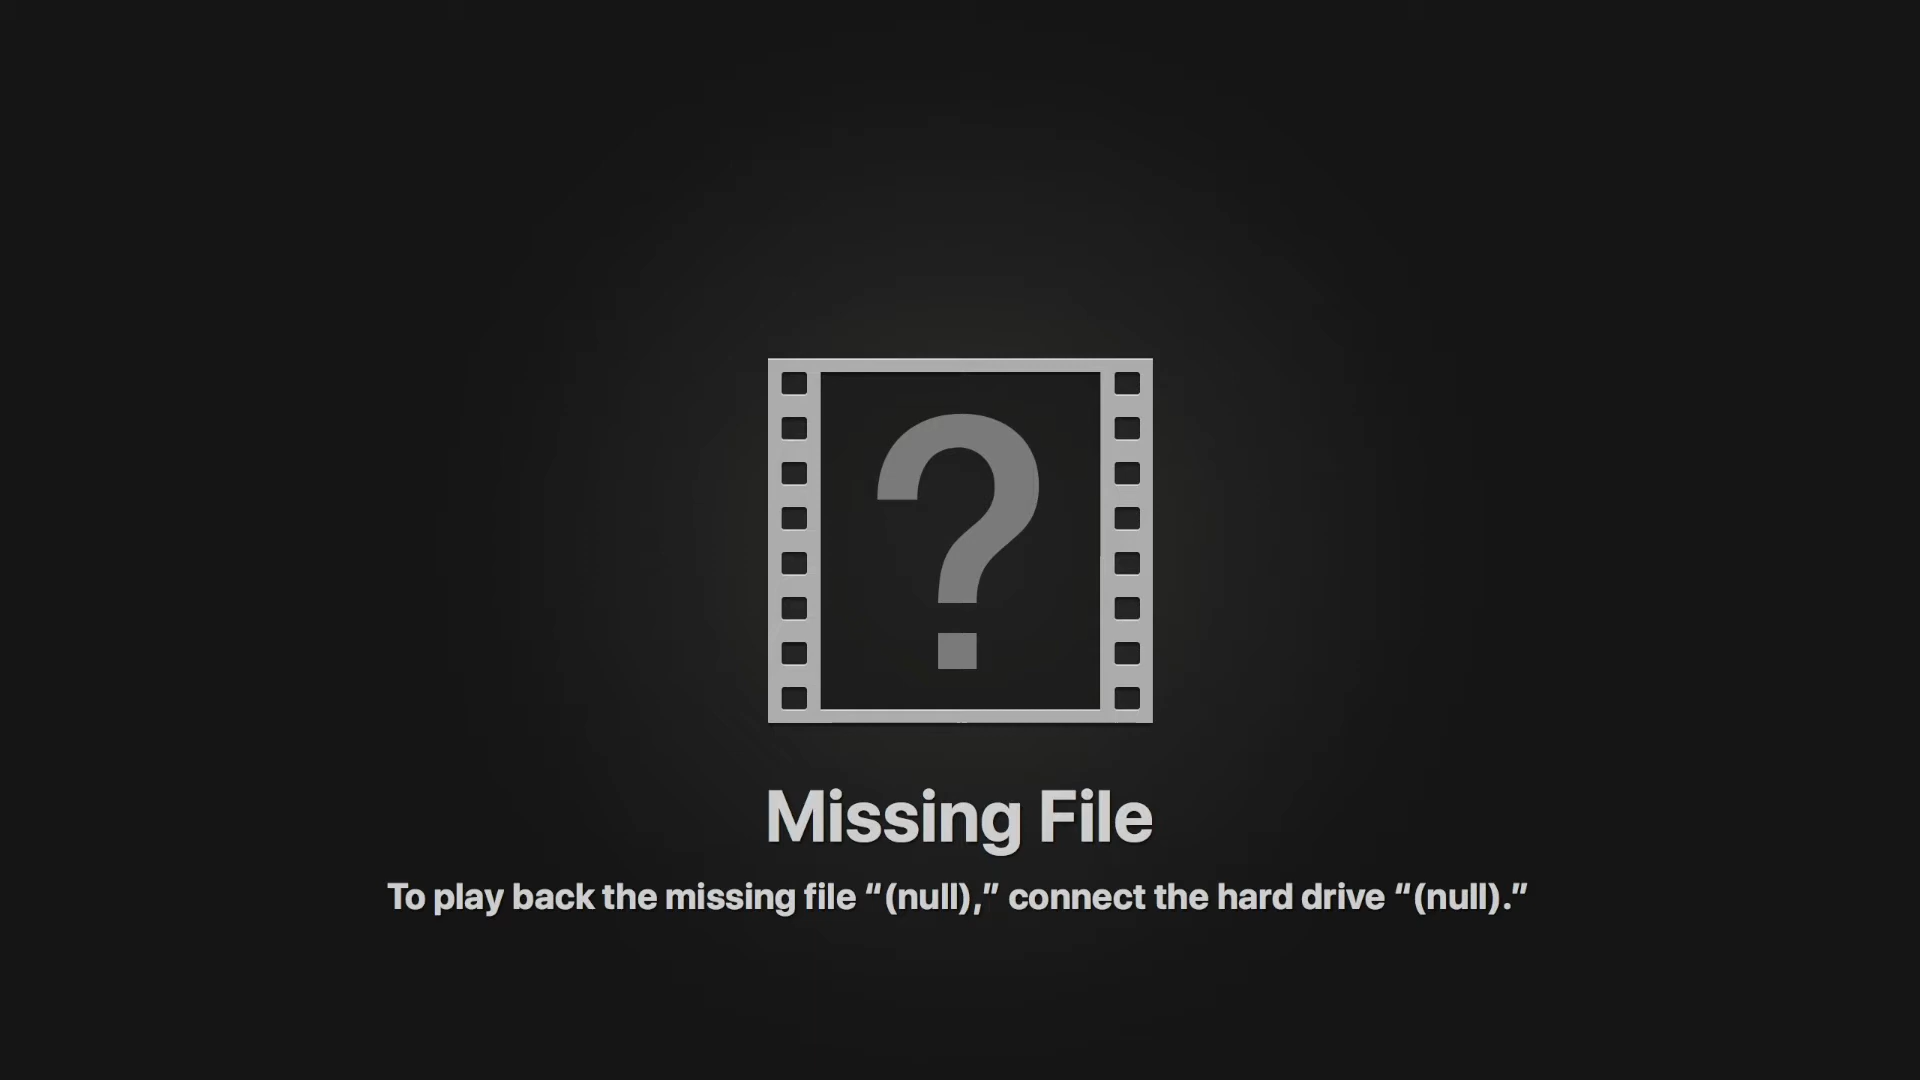 ?
Missing File
To play back the missing file “(null),” connect the hard drive “(null).”